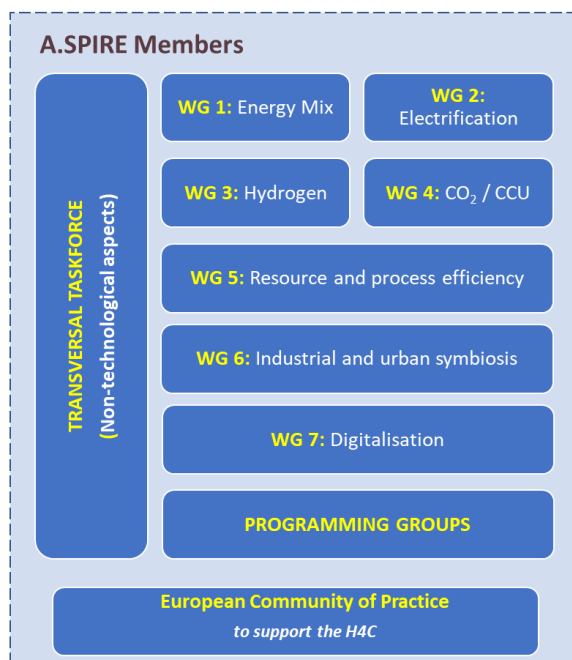 A.SPIRE Members
TRANSVERSAL TASKFORCE
(Non-technological aspects)
WG 1: Energy Mix
WG 2:
Electrification
WG 3: Hydrogen
WG 4: CO₂ / CCU
WG 5: Resource and process efficiency
WG 6: Industrial and urban symbiosis
WG 7: Digitalisation
PROGRAMMING GROUPS
European Community of Practice
to support the H4C